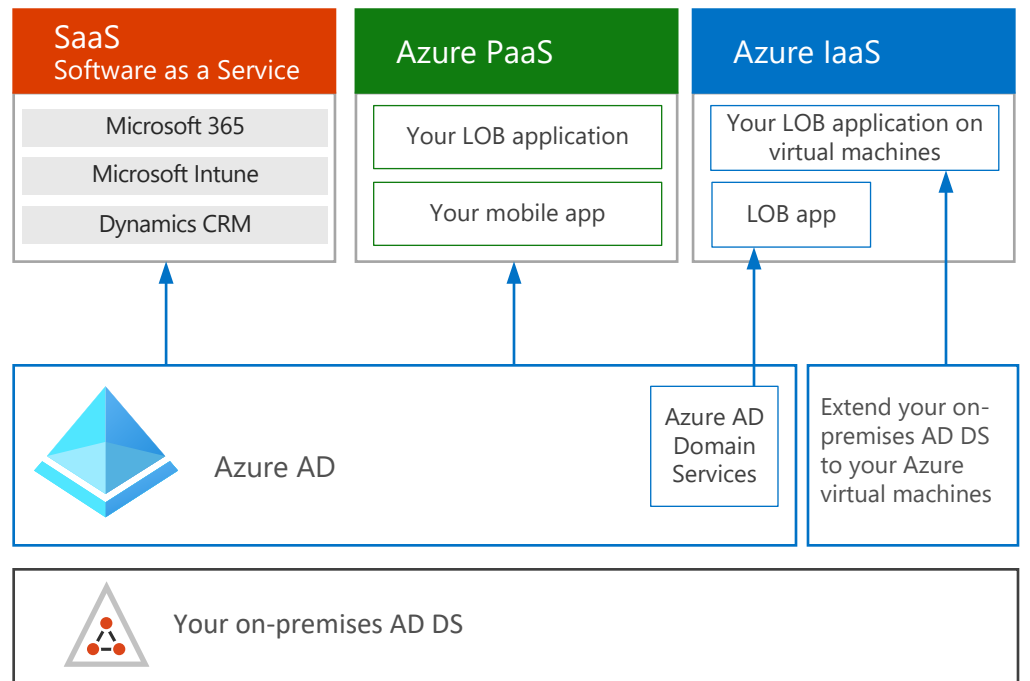 SaaS
Software as a Service
Azure PaaS
Azure IaaS
Microsoft 365
Microsoft Intune
Dynamics CRM
Your LOB application
Your mobile app
Your LOB application on
virtual machines
LOB app
Azure AD
Azure AD
Domain
Services
Extend your on-
premises AD DS
to your Azure
virtual machines
Your on-premises AD DS